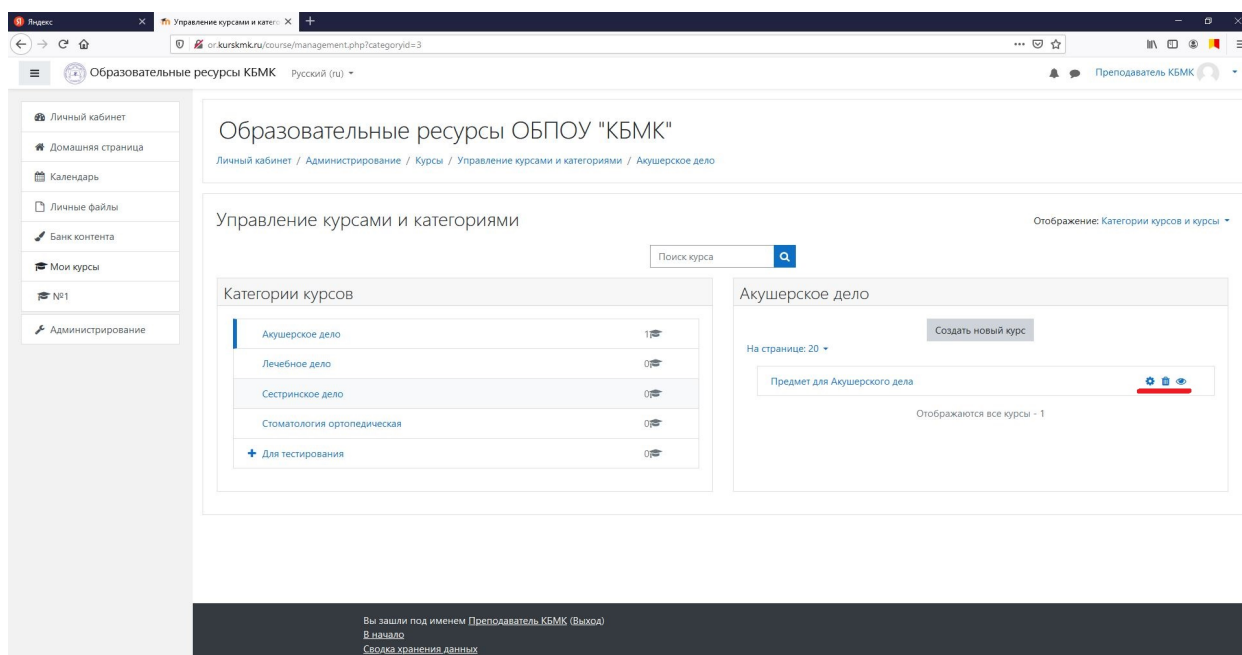 Яндекс
Управление курсами и катего
or.kurskmk.ru/course/management.php?categoryid=3
Образовательные ресурсы КБМК Русский (ru)
Преподаватель КБМК
Личный кабинет
Домашняя страница
Календарь
Личные файлы
Банк контента
Мои курсы
№1
Администрирование
Образовательные ресурсы ОБПОУ "КБМК"
Личный кабинет / Администрирование / Курсы / Управление курсами и категориями / Акушерское дело
Управление курсами и категориями
Отображение: Категории курсов и курсы
Поиск курса
Категории курсов
Акушерское дело 1
Лечебное дело 0
Сестринское дело 0
Стоматология ортопедическая 0
Для тестирования 0
Акушерское дело
Создать новый курс
На странице: 20
Предмет для Акушерского дела
Отображаются все курсы - 1
Вы зашли под именем Преподаватель КБМК (Выход)
В начало
Сводка хранения данных